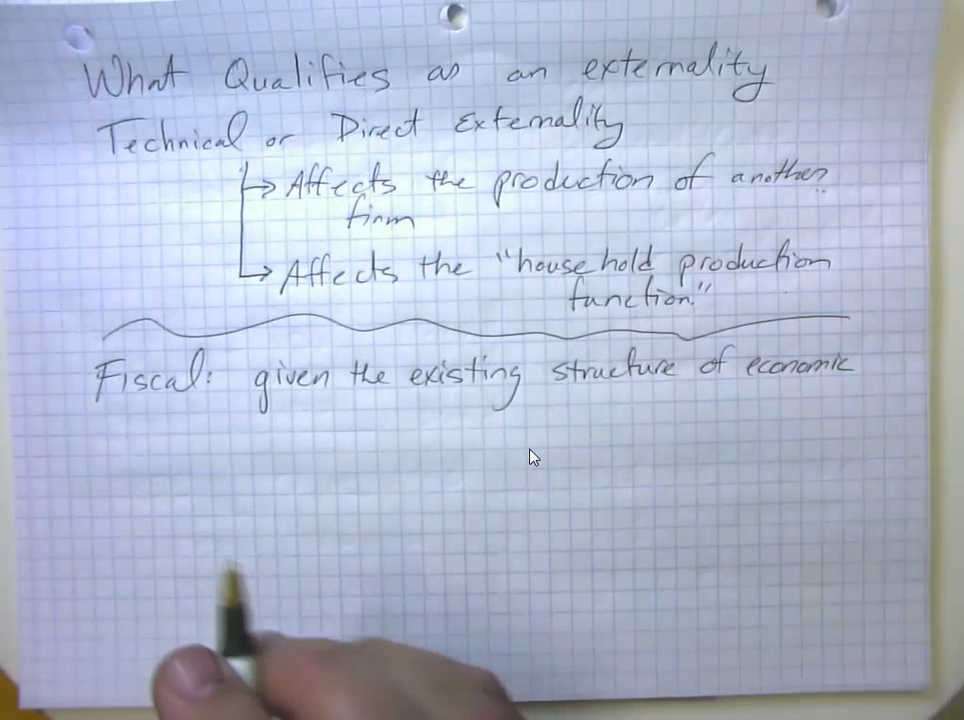 What Qualifies as an externality
Technical or Direct Externality
→ Affects the production of another
firm
→ Affects the "household production
function."
Fiscal: given the existing structure of economic